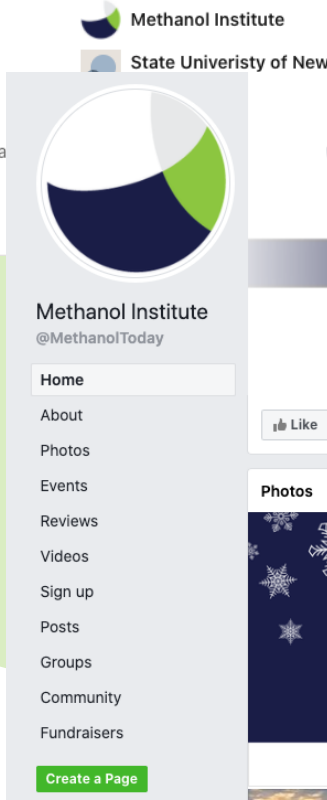 Methanol Institute
State Univeristy of New
Methanol Institute
@MethanolToday
Home
About
Photos
Events
Reviews
Videos
Sign up
Posts
Groups
Community
Fundraisers
Create a Page
Like
Photos